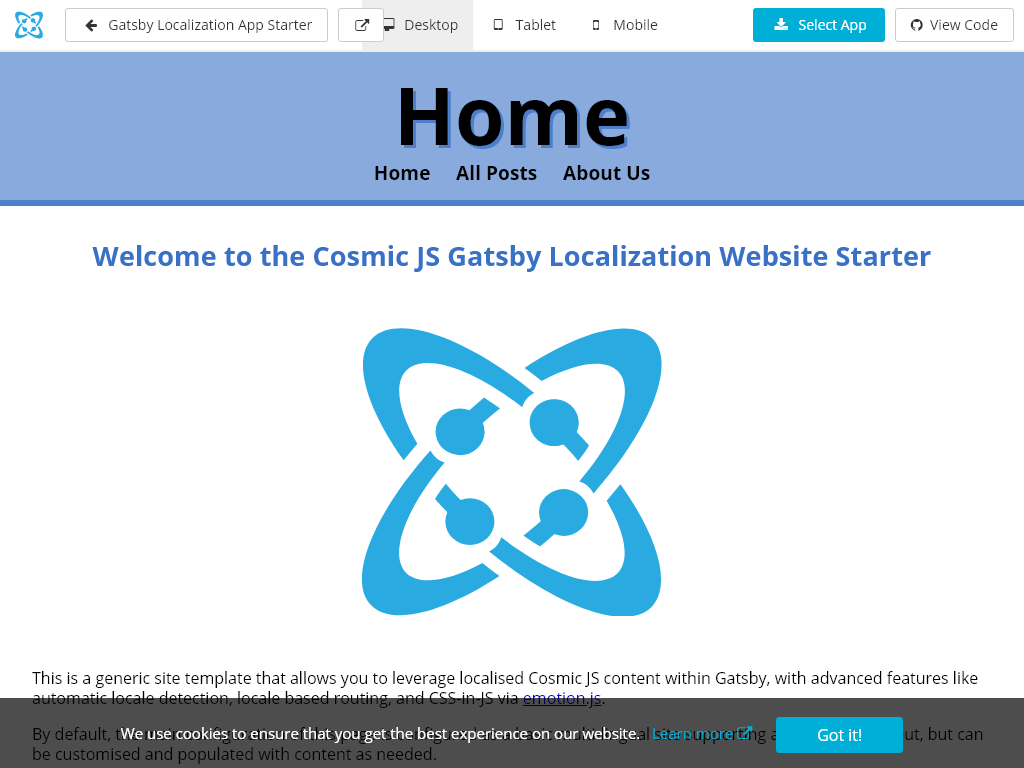 Gatsby Localization App Starter
Desktop
Tablet
Mobile
Select App
View Code
Home
Home All Posts About Us
Welcome to the Cosmic JS Gatsby Localization Website Starter
This is a generic site template that allows you to leverage localised Cosmic JS content within Gatsby, with advanced features like
automatic locale detection, locale based routing, and CSS-in-JS via emotion.js.
By default,
We use cookies to ensure that you get the best experience on our website. Learn more
Got it!
supporting
but can
be customised and populated with content as needed.